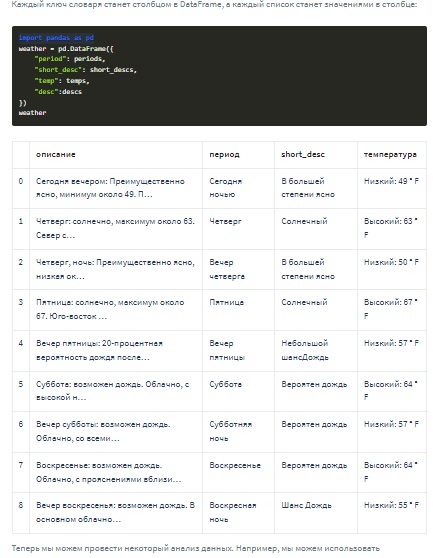 Каждый ключ словаря станет столбцом в DataFrame, а каждый список станет значениями в столбце:
import pandas as pd
weather = pd.DataFrame({
"period": periods,
"short_desc": short_descs,
"temp": temps,
"desc":descs
})
weather
описание период short_desc температура
0 Сегодня вечером: Преимущественно Сегодня В большей Низкий: 49 ° F
ясно, минимум около 49. П... ночью степени ясно
1 Четверг: солнечно, максимум около 63. Четверг Солнечный Высокий: 63 °
Север с... F
2 Четверг, ночь: Преимущественно ясно, Вечер В большей Низкий: 50 ° F
низкая ок... четверга степени ясно
3 Пятница: солнечно, максимум около Пятница Солнечный Высокий: 67 °
67. Юго-восток ... F
4 Вечер пятницы: 20-процентная Вечер Небольшой Низкий: 57 ° F
вероятность дождя после... пятницы шансДождь
5 Суббота: возможен дождь. Облачно, с Суббота Вероятен дождь Высокий: 64 °
высокой н... F
6 Вечер субботы: возможен дождь. Субботняя Вероятен дождь Низкий: 57 ° F
Облачно, со всеми... ночь
7 Воскресенье: возможен дождь. Воскресенье Вероятен дождь Высокий: 64 °
Облачно, с прояснениями вблизи... F
8 Вечер воскресенья: возможен дождь. В Воскресная Шанс Дождь Низкий: 55 ° F
основном облачно... ночь
Теперь мы можем провести некоторый анализ данных. Например, мы можем использовать